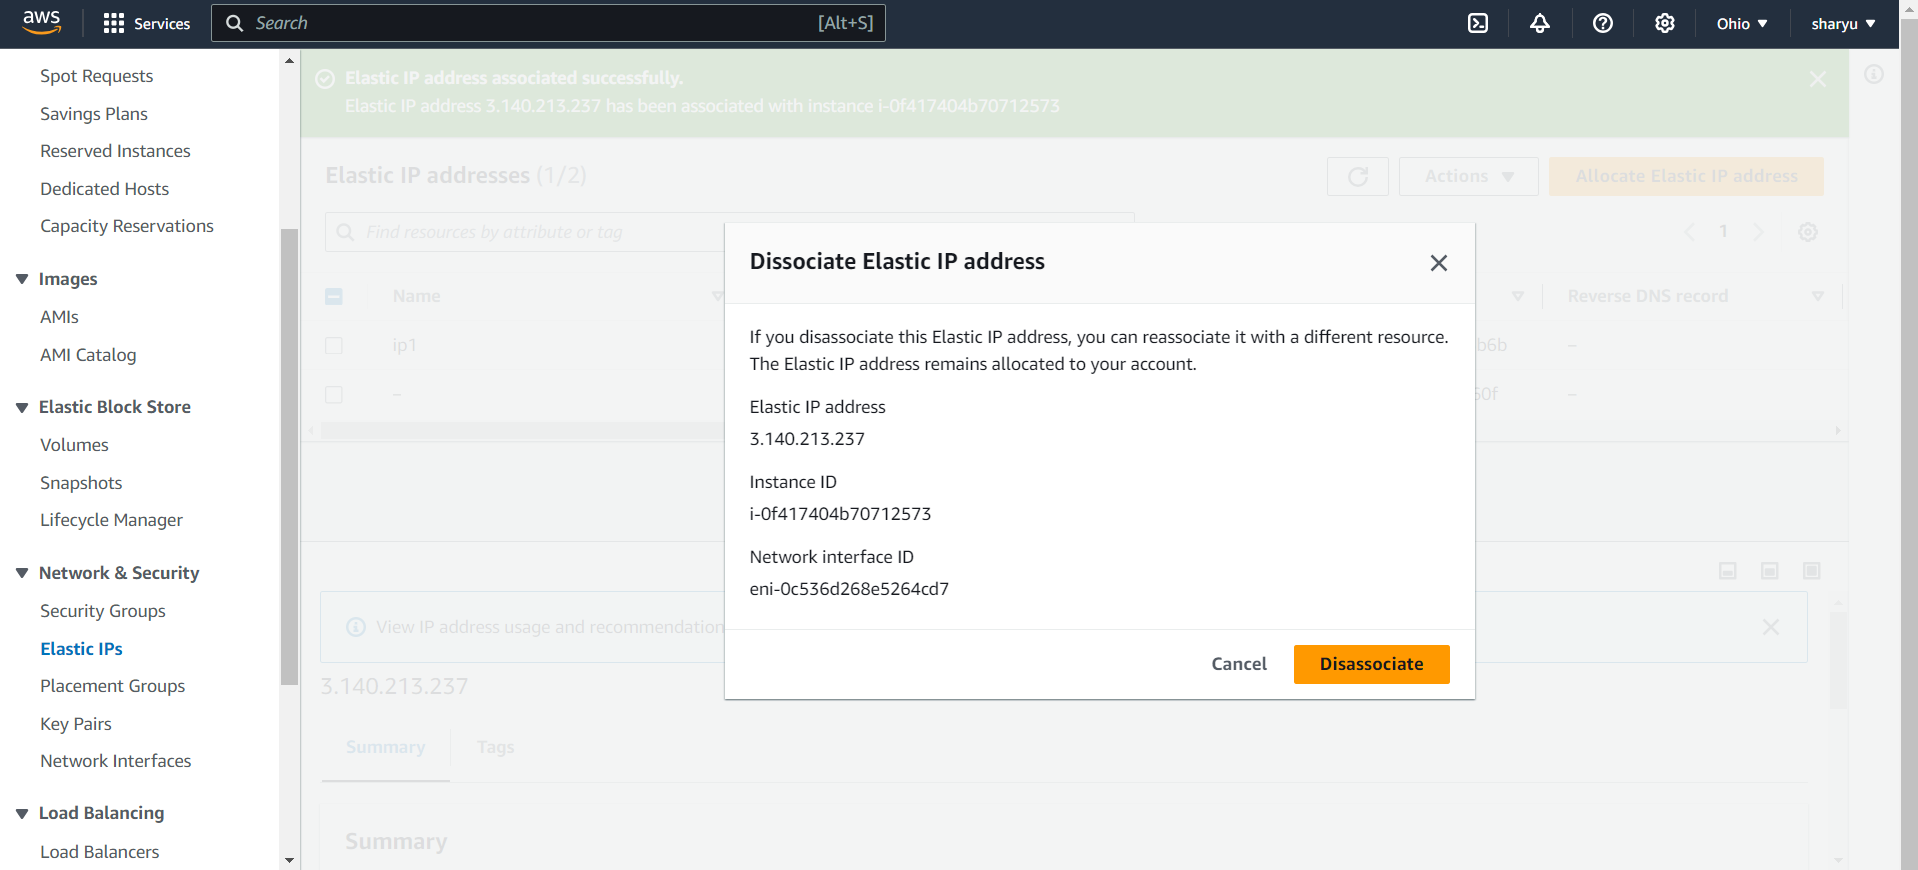 aws
Services
Search
[Alt+S]
Ohio
sharyu
Spot Requests
Savings Plans
Reserved Instances
Dedicated Hosts
Capacity Reservations
Images
AMIs
AMI Catalog
Elastic Block Store
Volumes
Snapshots
Lifecycle Manager
Network & Security
Security Groups
Elastic IPs
Placement Groups
Key Pairs
Network Interfaces
Load Balancing
Load Balancers
Elastic IP address associated successfully.
Elastic IP address 3.140.213.237 has been associated with instance i-0f417404b70712573
Elastic IP addresses (1/2)
Actions
Allocate Elastic IP address
Find resources by attribute or tag
1
Name
Reverse DNS record
ip1
b6b
–
–
50f
–
Dissociate Elastic IP address
If you disassociate this Elastic IP address, you can reassociate it with a different resource.
The Elastic IP address remains allocated to your account.
Elastic IP address
3.140.213.237
Instance ID
i-0f417404b70712573
Network interface ID
eni-0c536d268e5264cd7
Cancel
Disassociate
View IP address usage and recommendation
3.140.213.237
Summary
Tags
Summary